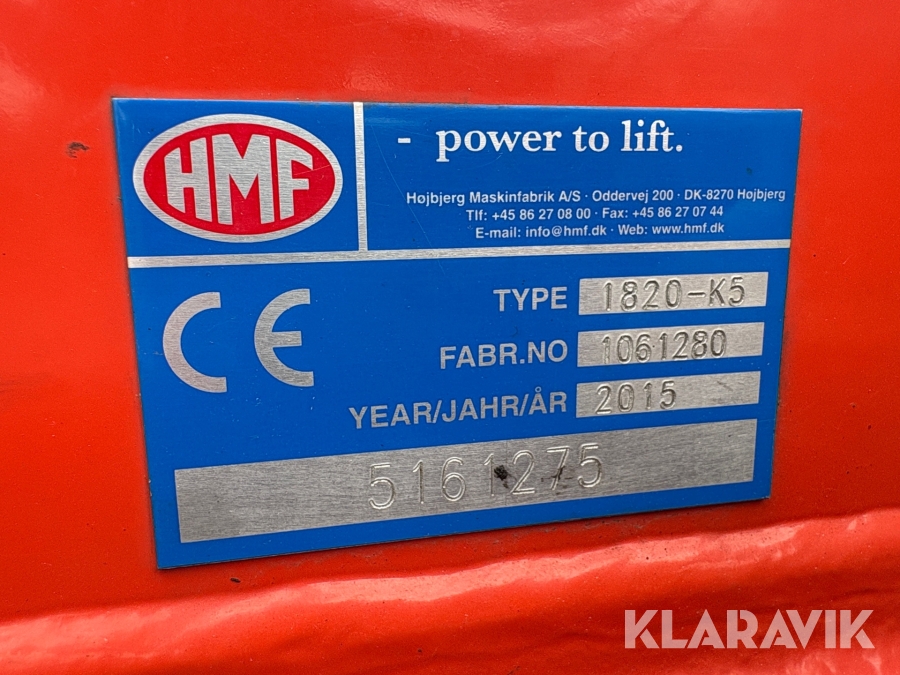 HMF
- power to lift.
Højbjerg Maskinfabrik A/S · Oddervej 200 · DK-8270 Højbjerg
Tlf: +45 86 27 08 00 · Fax: +45 86 27 07 44
E-mail: info@hmf.dk · Web: www.hmf.dk
CE
TYPE 1820-K5
FABR.NO 1061280
YEAR/JAHR/ÅR 2015
5161275
KLARAVIK